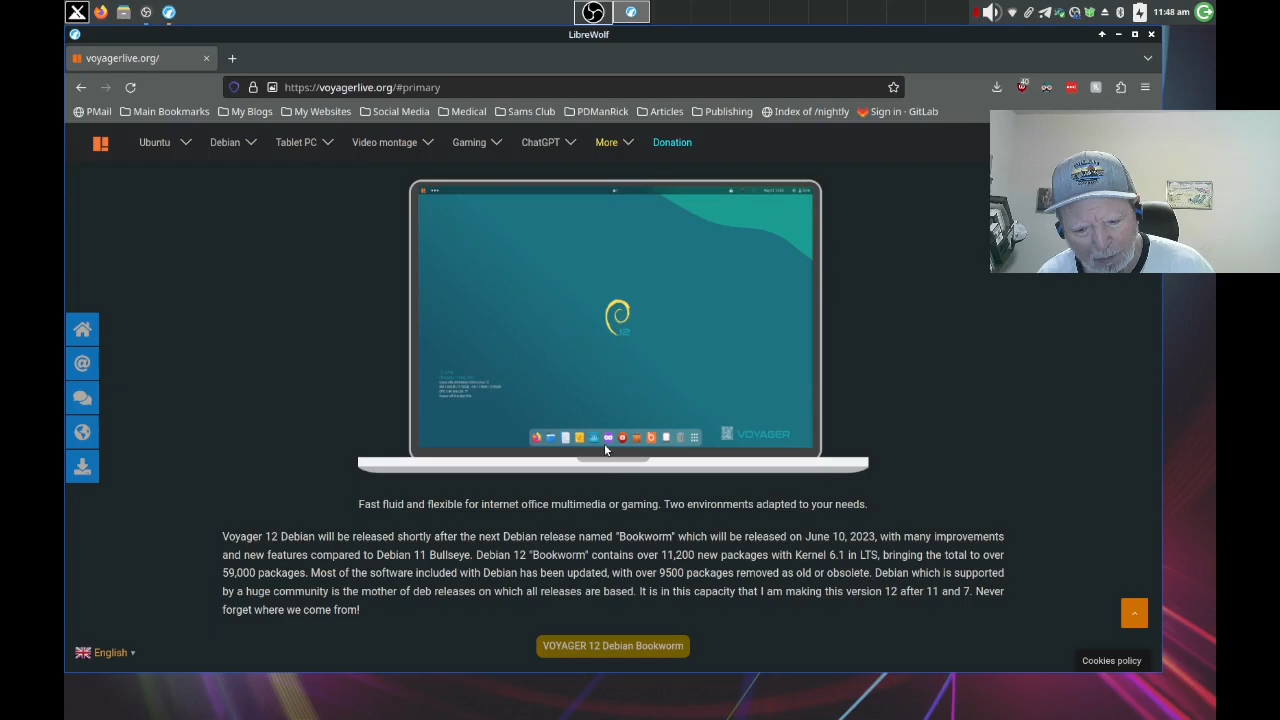 11:48 am
LibreWolf
voyagerlive.org/
https://voyagerlive.org/#primary
40
PMail Main Bookmarks My Blogs My Websites Social Media Medical Sams Club PDManRick Articles Publishing Index of /nightly Sign in · GitLab
Ubuntu Debian Tablet PC Video montage Gaming ChatGPT More Donation
12
VOYAGER
Fast fluid and flexible for internet office multimedia or gaming. Two environments adapted to your needs.
Voyager 12 Debian will be released shortly after the next Debian release named "Bookworm" which will be released on June 10, 2023, with many improvements
and new features compared to Debian 11 Bullseye. Debian 12 "Bookworm" contains over 11,200 new packages with Kernel 6.1 in LTS, bringing the total to over
59,000 packages. Most of the software included with Debian has been updated, with over 9500 packages removed as old or obsolete. Debian which is supported
by a huge community is the mother of deb releases on which all releases are based. It is in this capacity that I am making this version 12 after 11 and 7. Never
forget where we come from!
VOYAGER 12 Debian Bookworm
English
Cookies policy